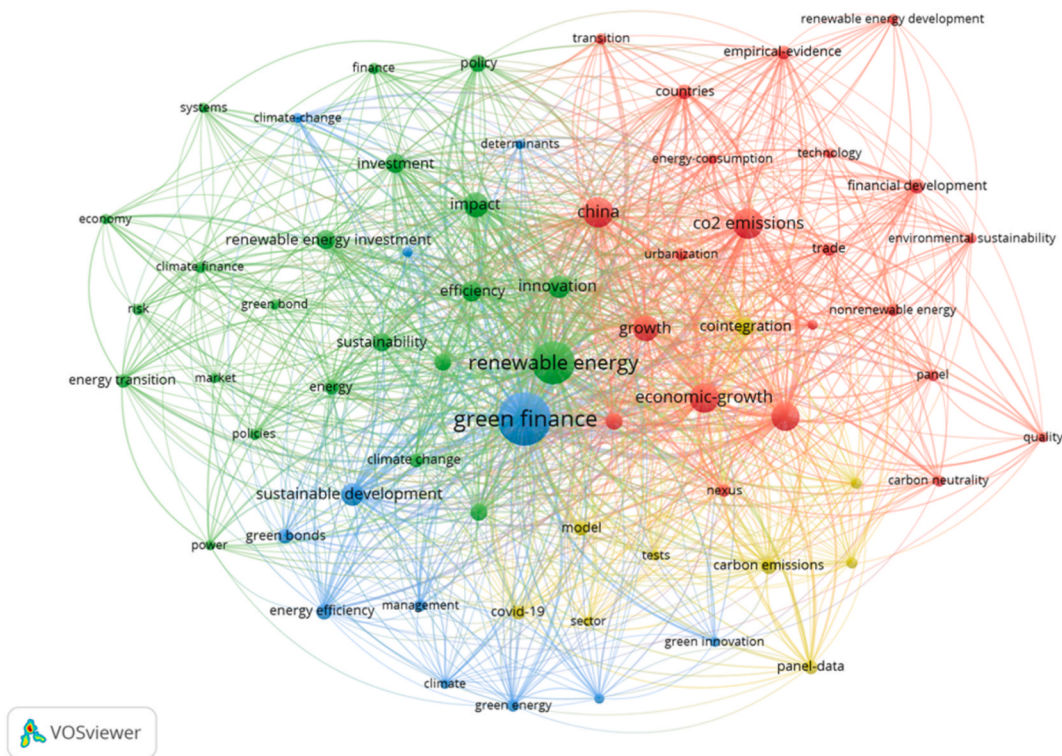 renewable energy development
transition
empirical-evidence
policy
finance
countries
systems
climate change
determinants
technology
energy-consumption
investment
financial development
impact
china
economy
co2 emissions
renewable energy investment
environmental sustainability
trade
urbanization
climate finance
innovation
efficiency
green bond
risk
nonrenewable energy
growth
cointegration
sustainability
renewable energy
panel
market
energy transition
energy
economic-growth
green finance
policies
quality
climate change
carbon neutrality
nexus
sustainable development
model
green bonds
power
tests
carbon emissions
management
energy efficiency
covid-19
sector
green innovation
panel-data
climate
green energy
VOSviewer